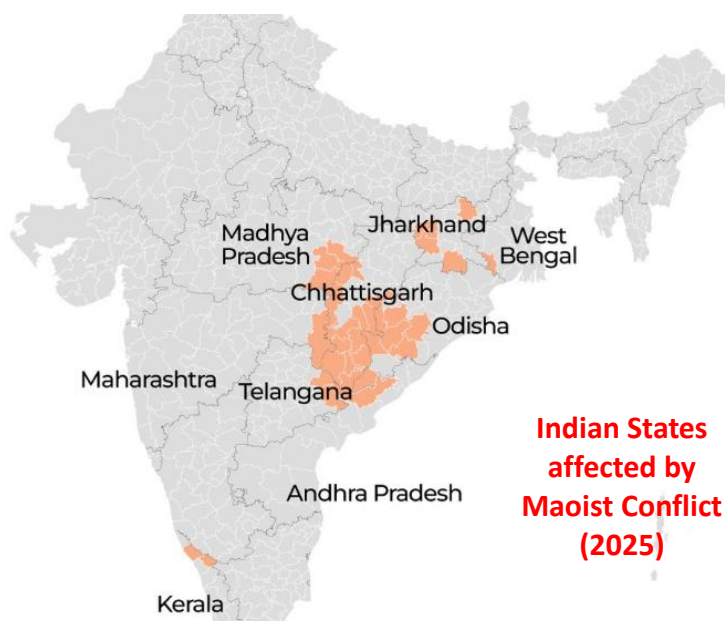 Madhya
Pradesh
Jharkhand
West
Bengal
Chhattisgarh
Odisha
Maharashtra
Telangana
Indian States
affected by
Maoist Conflict
(2025)
Andhra Pradesh
Kerala